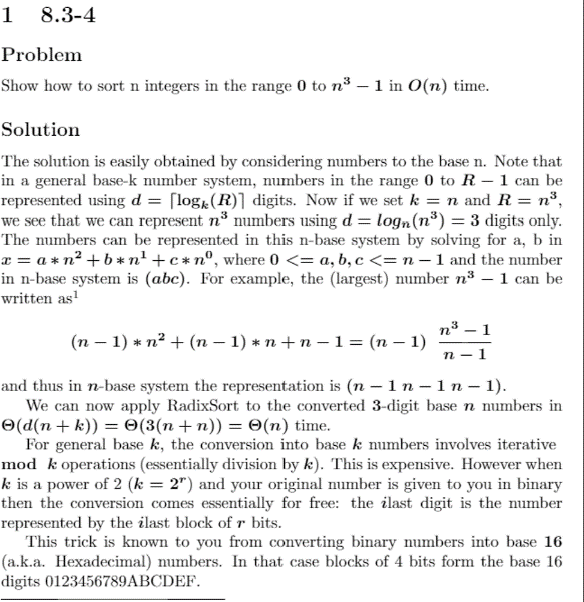 1 8.3-4
Problem
Show how to sort n integers in the range 0 to n³ − 1 in O(n) time.
Solution
The solution is easily obtained by considering numbers to the base n. Note that
in a general base-k number system, numbers in the range 0 to R − 1 can be
represented using d = ⌈log_k(R)⌉ digits. Now if we set k = n and R = n³,
we see that we can represent n³ numbers using d = log_n(n³) = 3 digits only.
The numbers can be represented in this n-base system by solving for a, b in
x = a ∗ n² + b ∗ n¹ + c ∗ n⁰, where 0 <= a, b, c <= n − 1 and the number
in n-base system is (abc). For example, the (largest) number n³ − 1 can be
written as¹
(n − 1) ∗ n² + (n − 1) ∗ n + n − 1 = (n − 1) (n³ − 1)/(n − 1)
and thus in n-base system the representation is (n − 1 n − 1 n − 1).
We can now apply RadixSort to the converted 3-digit base n numbers in
Θ(d(n + k)) = Θ(3(n + n)) = Θ(n) time.
For general base k, the conversion into base k numbers involves iterative
mod k operations (essentially division by k). This is expensive. However when
k is a power of 2 (k = 2ʳ) and your original number is given to you in binary
then the conversion comes essentially for free: the ilast digit is the number
represented by the ilast block of r bits.
This trick is known to you from converting binary numbers into base 16
(a.k.a. Hexadecimal) numbers. In that case blocks of 4 bits form the base 16
digits 0123456789ABCDEF.